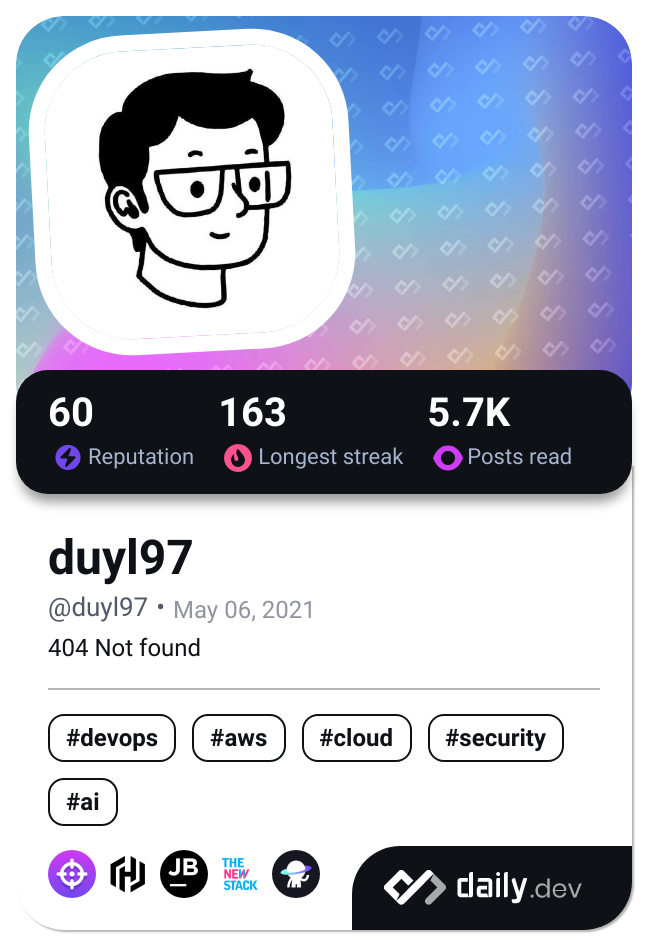 60 163 5.7K
Reputation Longest streak Posts read
duyl97
@duyl97 • May 06, 2021
404 Not found
#devops #aws #cloud #security
#ai
JB
THE
NEW
STACK
daily.dev